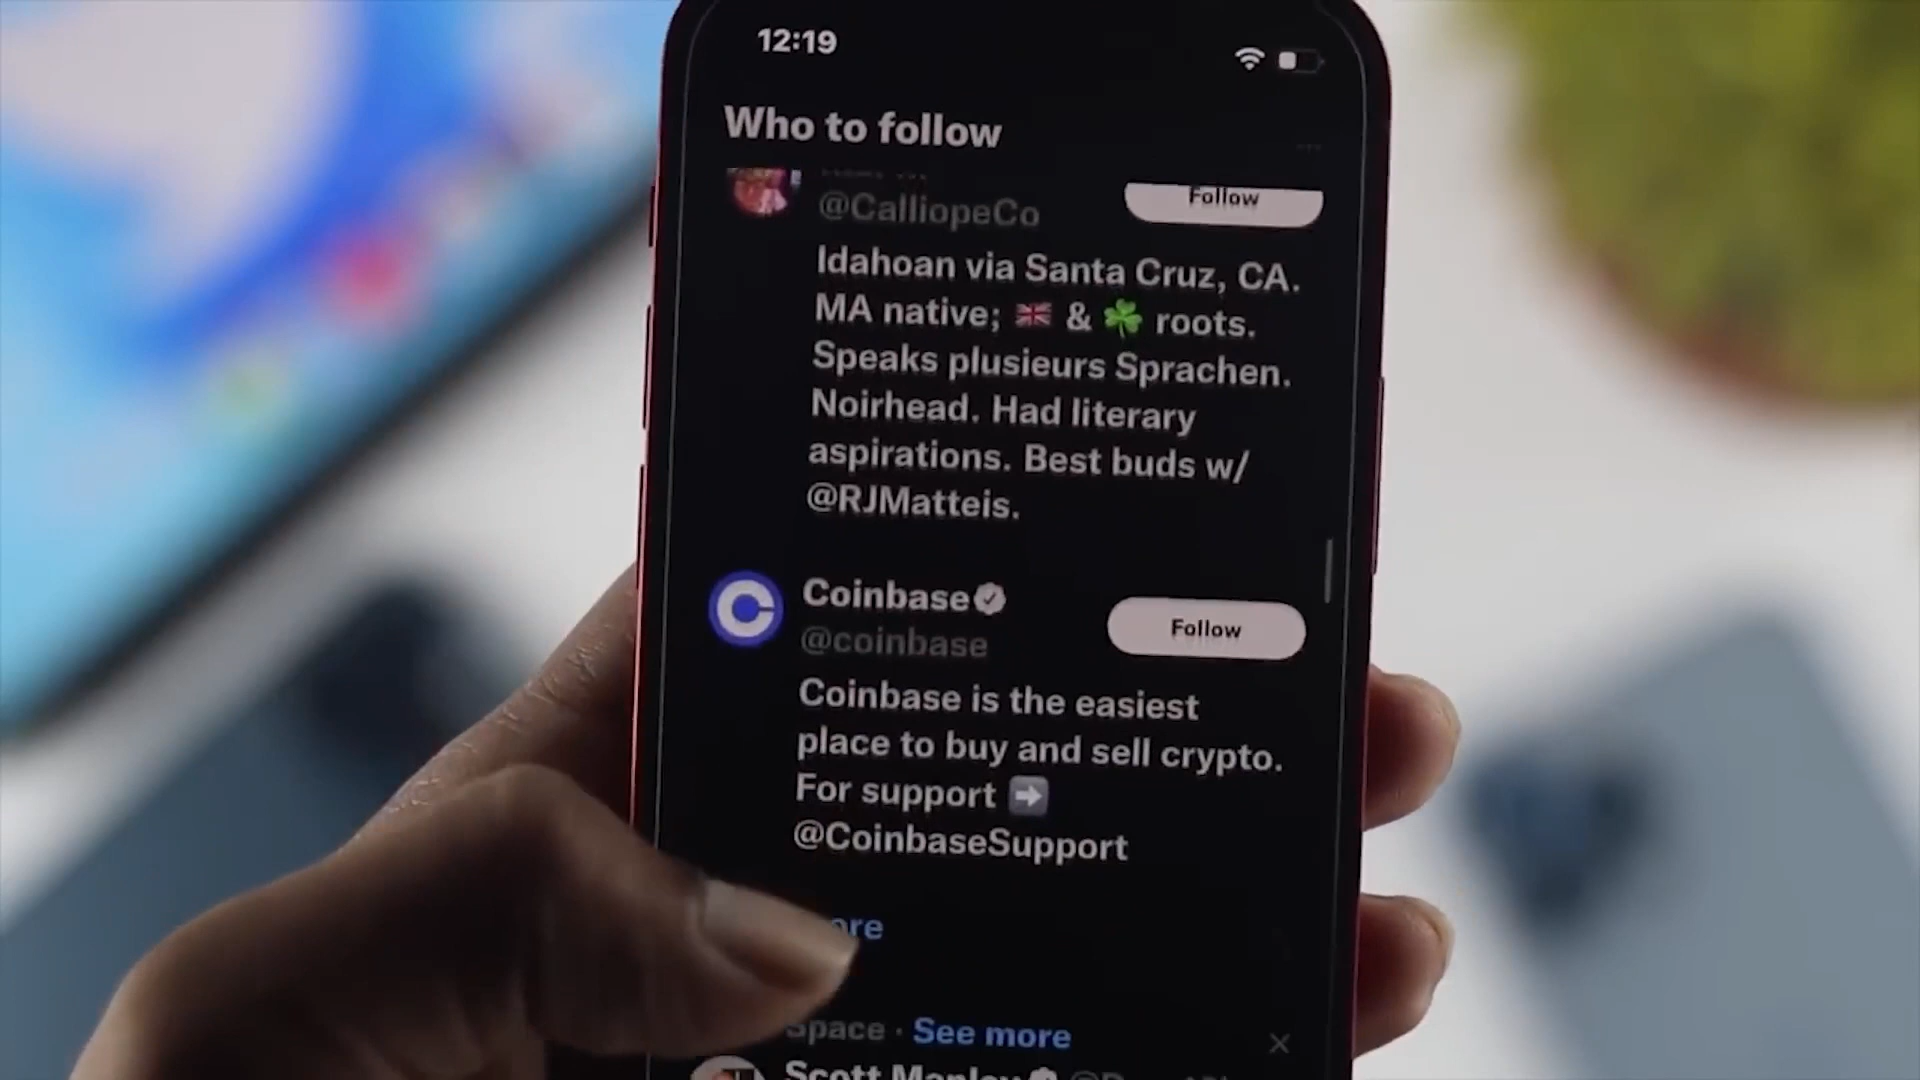 12:19
Who to follow
@CalliopeCo
Follow
Idahoan via Santa Cruz, CA.
MA native; 🇬🇧 & ☘️ roots.
Speaks plusieurs Sprachen.
Noirhead. Had literary
aspirations. Best buds w/
@RJMatteis.
Coinbase
@coinbase
Follow
Coinbase is the easiest
place to buy and sell crypto.
For support ➡️
@CoinbaseSupport
Space · See more
Scott Manley